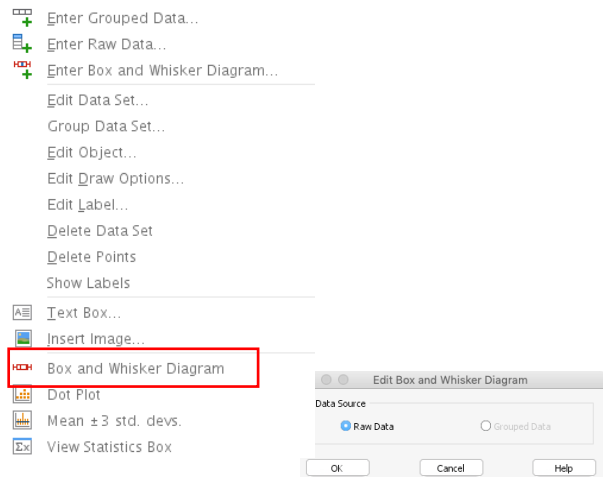 Enter Grouped Data...
Enter Raw Data...
Enter Box and Whisker Diagram...
Edit Data Set...
Group Data Set...
Edit Object...
Edit Draw Options...
Edit Label...
Delete Data Set
Delete Points
Show Labels
Text Box...
Insert Image...
Box and Whisker Diagram
Dot Plot
Mean ±3 std. devs.
View Statistics Box
Edit Box and Whisker Diagram
Data Source
Raw Data
Grouped Data
OK
Cancel
Help